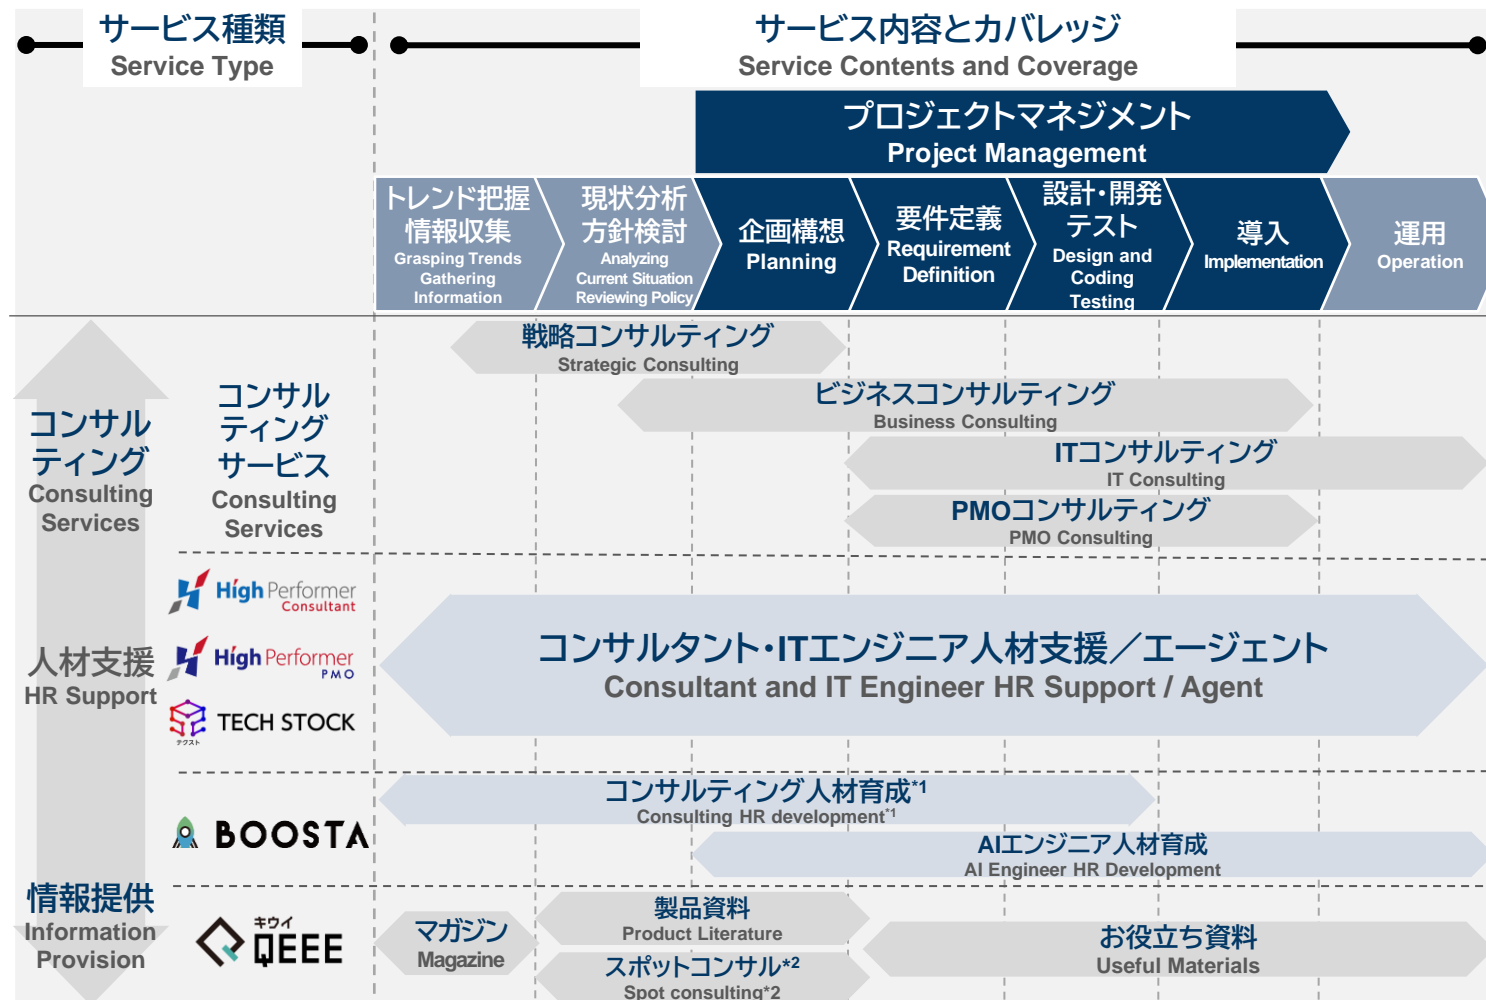 サービス種類
Service Type
サービス内容とカバレッジ
Service Contents and Coverage
プロジェクトマネジメント
Project Management
トレンド把握
情報収集
Grasping Trends
Gathering
Information
現状分析
方針検討
Analyzing
Current Situation
Reviewing Policy
企画構想
Planning
要件定義
Requirement
Definition
設計・開発
テスト
Design and
Coding
Testing
導入
Implementation
運用
Operation
コンサル
ティング
Consulting
Services
コンサル
ティング
サービス
Consulting
Services
戦略コンサルティング
Strategic Consulting
ビジネスコンサルティング
Business Consulting
ITコンサルティング
IT Consulting
PMOコンサルティング
PMO Consulting
人材支援
HR Support
High Performer
Consultant
High Performer
PMO
テクスト
TECH STOCK
コンサルタント・ITエンジニア人材支援／エージェント
Consultant and IT Engineer HR Support / Agent
BOOSTA
コンサルティング人材育成*1
Consulting HR development*1
AIエンジニア人材育成
AI Engineer HR Development
情報提供
Information
Provision
キウイ
QEEE
マガジン
Magazine
製品資料
Product Literature
スポットコンサル*2
Spot consulting*2
お役立ち資料
Useful Materials